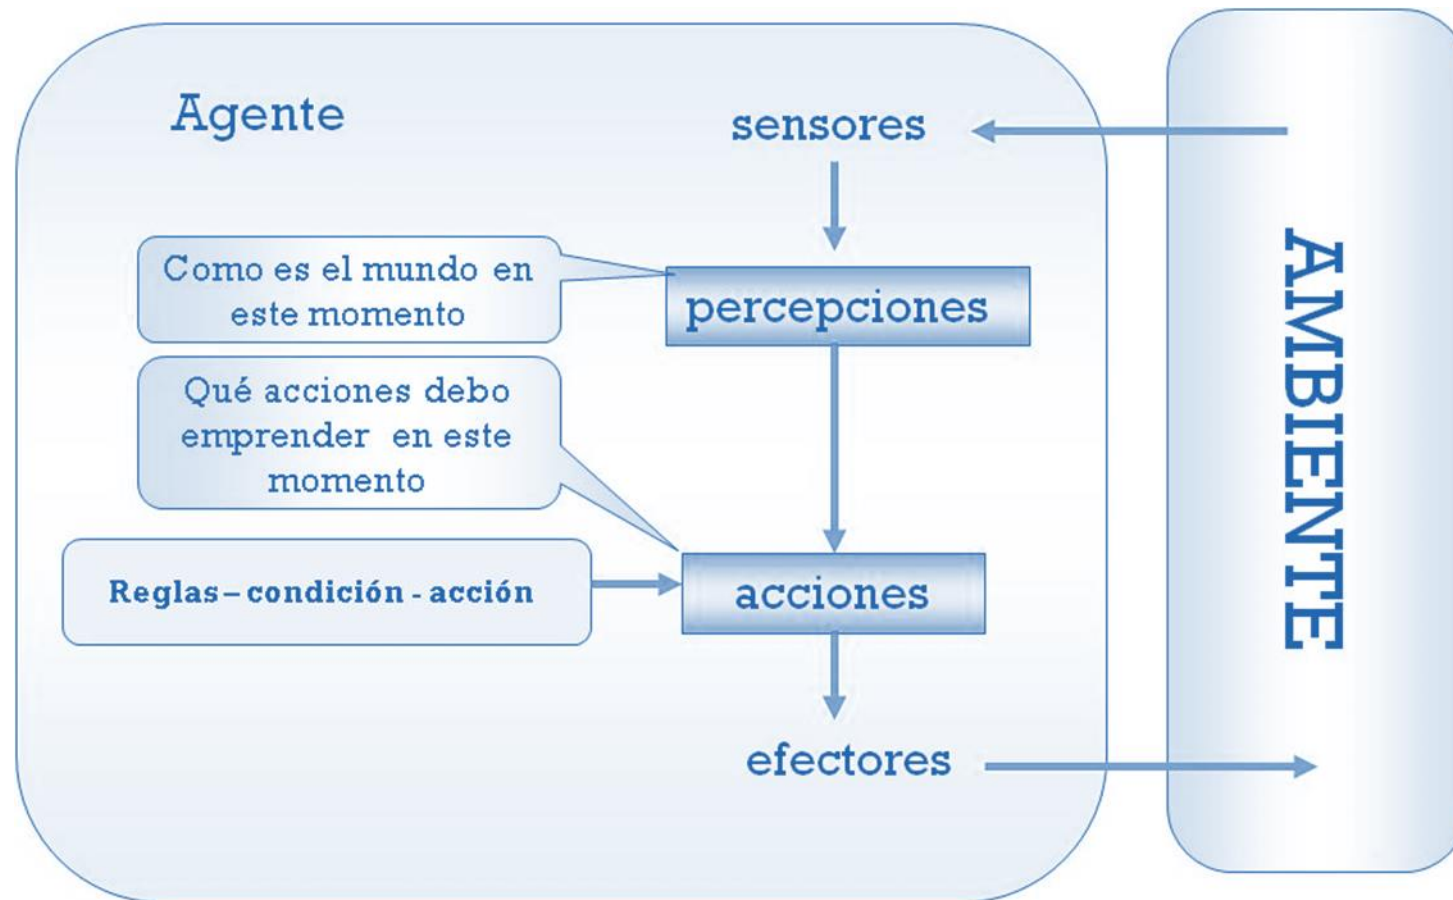 Agente
sensores
Como es el mundo en
este momento
percepciones
Qué acciones debo
emprender en este
momento
Reglas – condición - acción
acciones
efectores
AMBIENTE